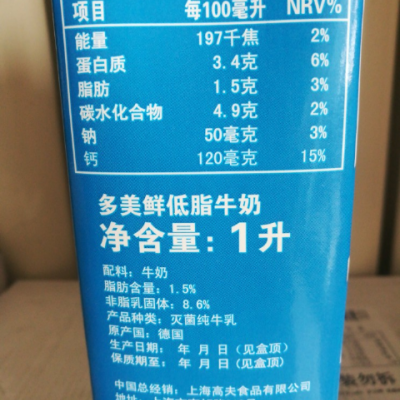 项目 每100毫升 NRV%
能量 197千焦 2%
蛋白质 3.4克 6%
脂肪 1.5克 3%
碳水化合物 4.9克 2%
钠 50毫克 3%
钙 120毫克 15%
多美鲜低脂牛奶
净含量：1升
配料：牛奶
脂肪含量：1.5%
非脂乳固体：8.6%
产品种类：灭菌纯牛乳
原产国：德国
生产日期： 年 月 日（见盒顶）
保质期至： 年 月 日（见盒顶）
中国总经销：上海高夫食品有限公司